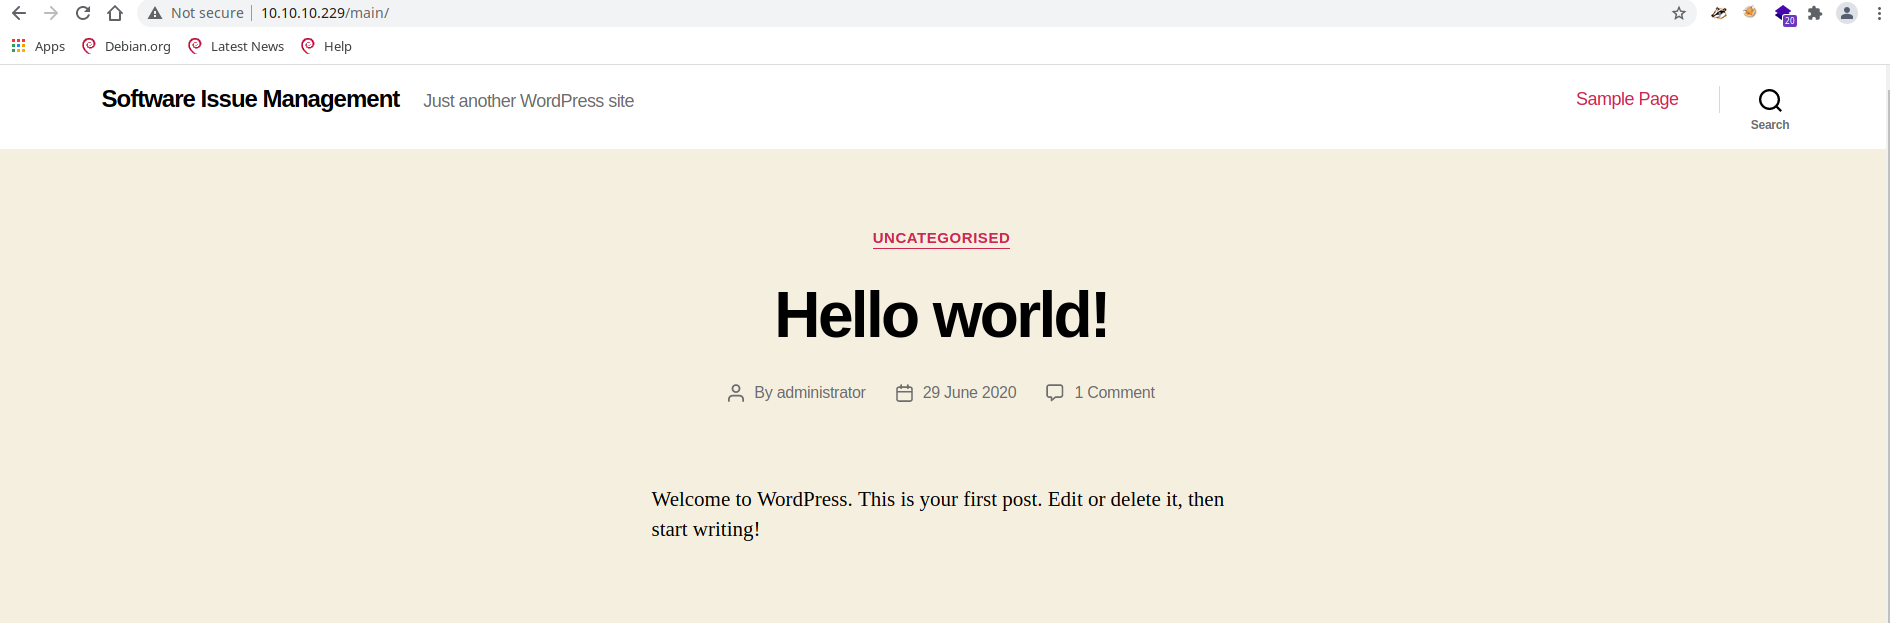 Not secure 10.10.10.229/main/
20
Apps Debian.org Latest News Help
Software Issue Management Just another WordPress site Sample Page
Search
UNCATEGORISED
Hello world!
By administrator 29 June 2020 1 Comment
Welcome to WordPress. This is your first post. Edit or delete it, then
start writing!